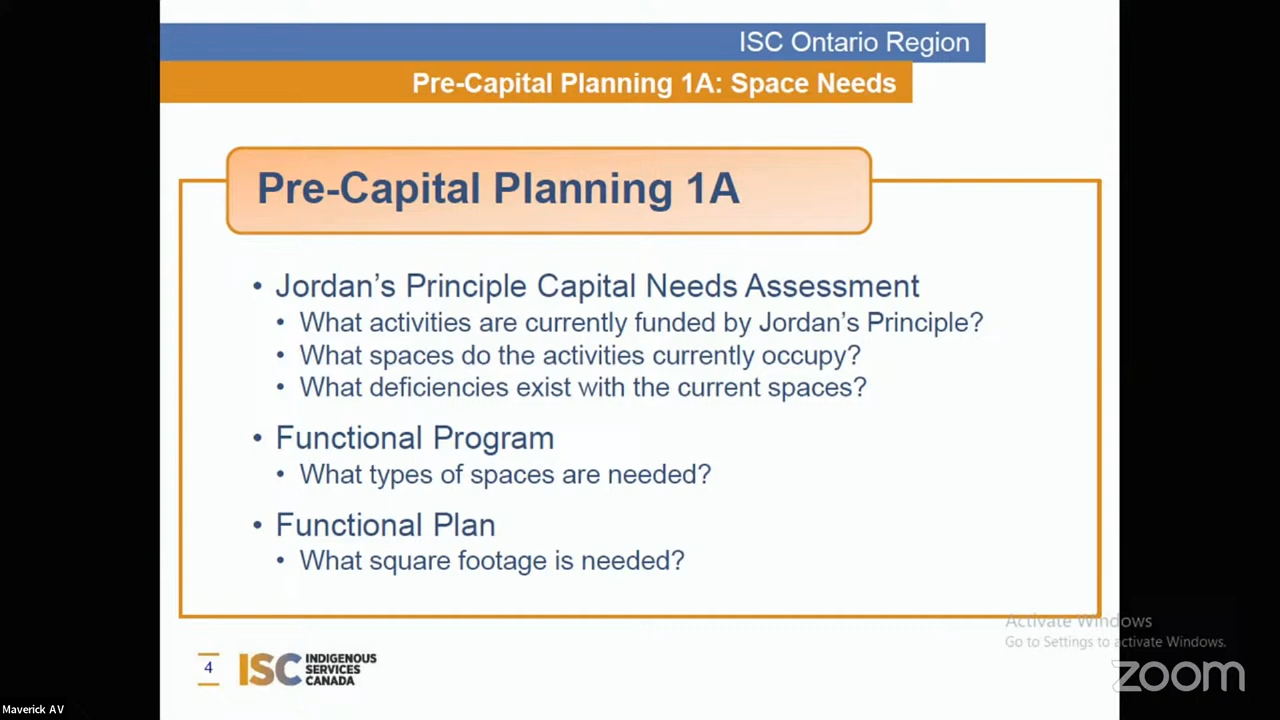 ISC Ontario Region
Pre-Capital Planning 1A: Space Needs
Pre-Capital Planning 1A
• Jordan's Principle Capital Needs Assessment
• What activities are currently funded by Jordan's Principle?
• What spaces do the activities currently occupy?
• What deficiencies exist with the current spaces?
• Functional Program
• What types of spaces are needed?
• Functional Plan
• What square footage is needed?
Activate Windows
Go to Settings to activate Windows.
4
ISC
INDIGENOUS
SERVICES
CANADA
zoom
Maverick AV